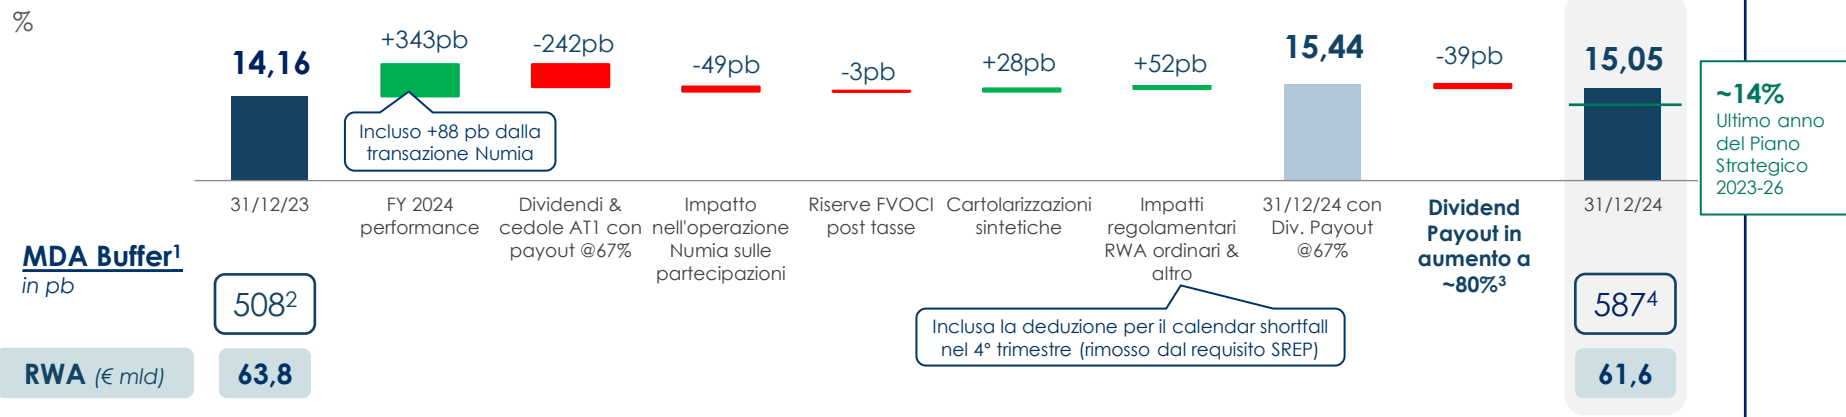 %
14,16
+343pb
-242pb
-49pb
-3pb
+28pb
+52pb
15,44
-39pb
15,05
Incluso +88 pb dalla
transazione Numia
~14%
Ultimo anno
del Piano
Strategico
2023-26
31/12/23
FY 2024
performance
Dividendi &
cedole AT1 con
payout @67%
Impatto
nell'operazione
Numia sulle
partecipazioni
Riserve FVOCI
post tasse
Cartolarizzazioni
sintetiche
Impatti
regolamentari
RWA ordinari &
altro
31/12/24 con
Div. Payout
@67%
Dividend
Payout in
aumento a
~80%³
31/12/24
Inclusa la deduzione per il calendar shortfall
nel 4° trimestre (rimosso dal requisito SREP)
MDA Buffer¹
in pb
508²
587⁴
RWA (€ mld)
63,8
61,6